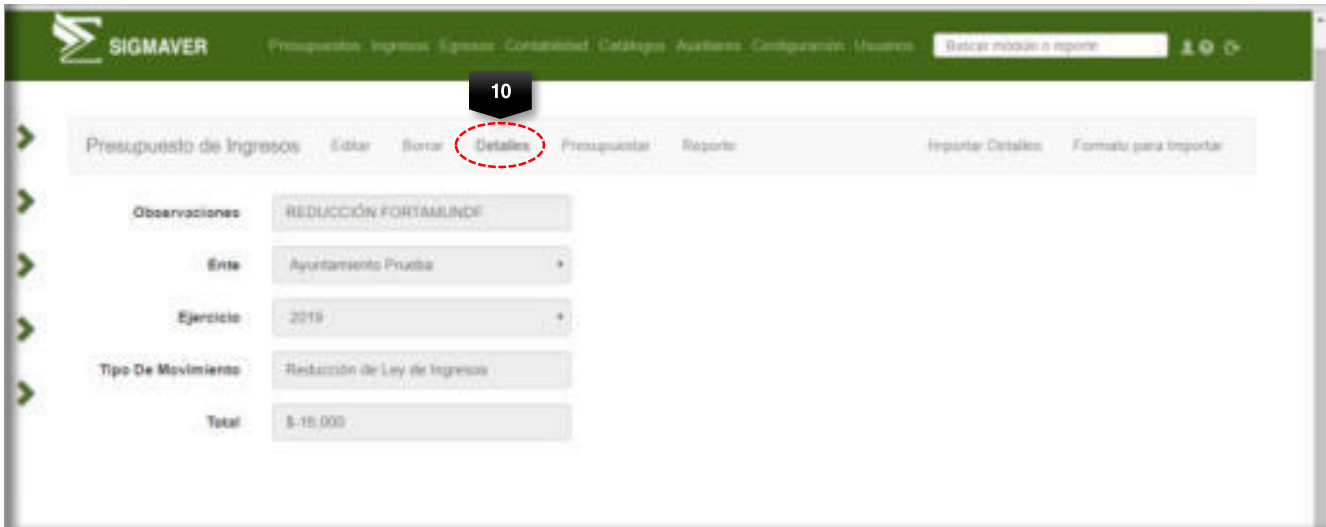 SIGMAVER Presupuestos Ingresos Egresos Contabilidad Catálogos Auxiliares Configuración Usuarios Buscar módulo o reporte
10
Presupuesto de Ingresos Editar Borrar Detalles Presupuestar Reporte Importar Detalles Formato para Importar
Observaciones REDUCCIÓN FORTAMUNDF
Ente Ayuntamiento Prueba
Ejercicio 2019
Tipo De Movimiento Reducción de Ley de Ingresos
Total